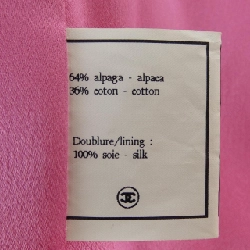 64% alpaga - alpaca
36% coton - cotton
Doublure/lining :
100% soie - silk